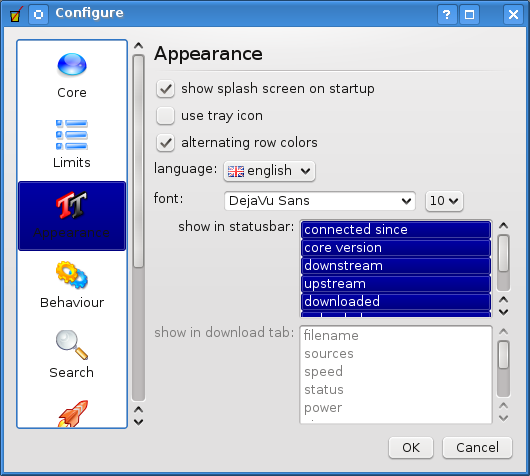 Configure
Core
Limits
Appearance
Behaviour
Search
Appearance
show splash screen on startup
use tray icon
alternating row colors
language: english
font: DejaVu Sans 10
show in statusbar: connected since
core version
downstream
upstream
downloaded
show in download tab: filename
sources
speed
status
power
OK Cancel